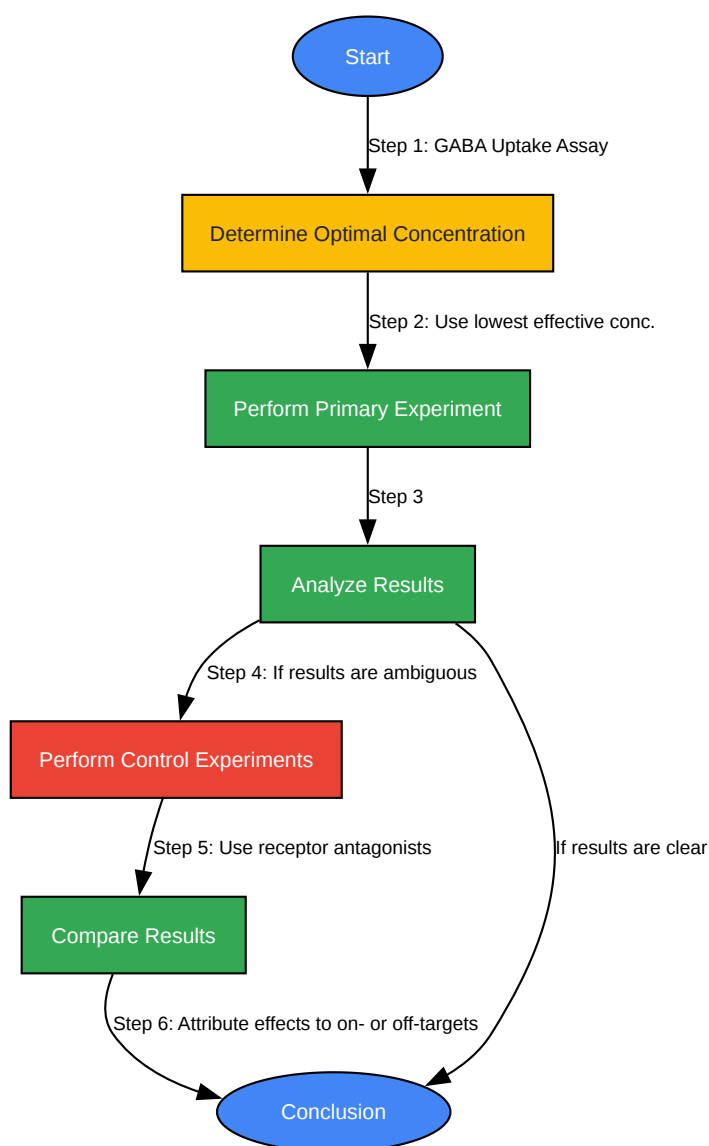 Start
Step 1: GABA Uptake Assay
Determine Optimal Concentration
Step 2: Use lowest effective conc.
Perform Primary Experiment
Step 3
Analyze Results
Step 4: If results are ambiguous
Perform Control Experiments
Step 5: Use receptor antagonists
If results are clear
Compare Results
Step 6: Attribute effects to on- or off-targets
Conclusion